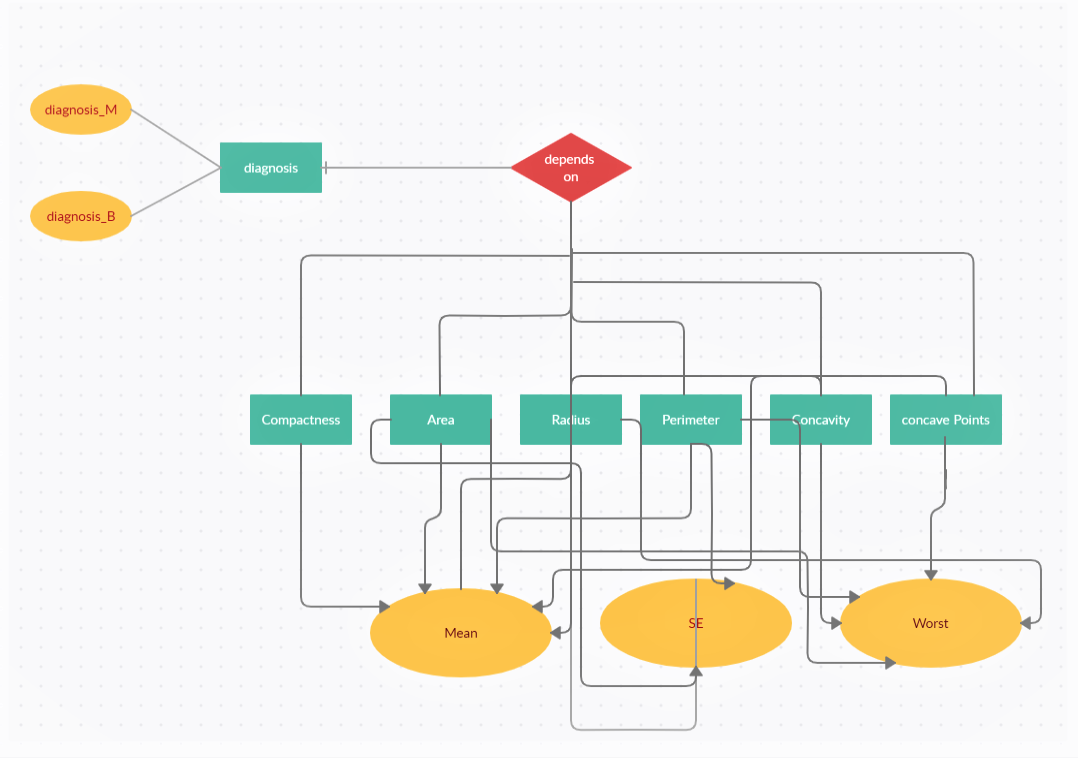 diagnosis_M
diagnosis
depends
on
diagnosis_B
Compactness
Area
Radius
Perimeter
Concavity
concave Points
Mean
SE
Worst